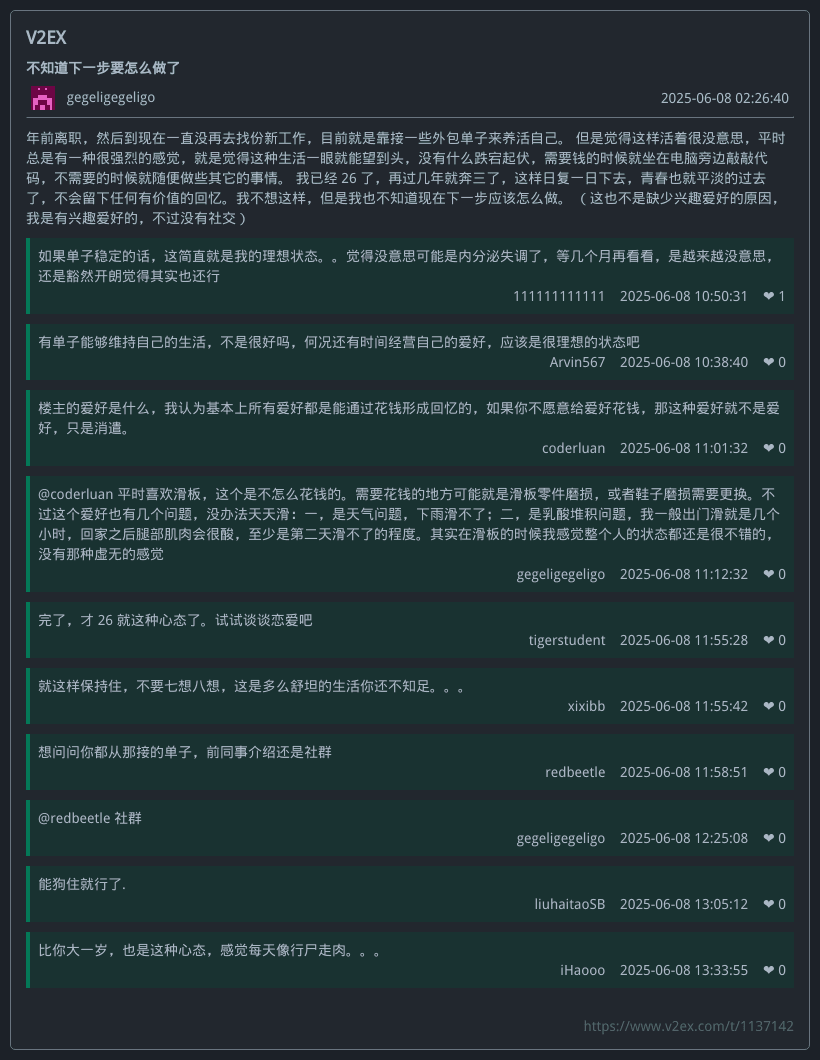 V2EX
不知道下一步要怎么做了
gegeligegeligo 2025-06-08 02:26:40
年前离职，然后到现在一直没再去找份新工作，目前就是靠接一些外包单子来养活自己。 但是觉得这样活着很没意思，平时
总是有一种很强烈的感觉，就是觉得这种生活一眼就能望到头，没有什么跌宕起伏，需要钱的时候就坐在电脑旁边敲敲代
码，不需要的时候就随便做些其它的事情。 我已经 26 了，再过几年就奔三了，这样日复一日下去，青春也就平淡的过去
了，不会留下任何有价值的回忆。我不想这样，但是我也不知道现在下一步应该怎么做。 （这也不是缺少兴趣爱好的原因，
我是有兴趣爱好的，不过没有社交 ）
如果单子稳定的话，这简直就是我的理想状态。。觉得没意思可能是内分泌失调了，等几个月再看看，是越来越没意思，
还是豁然开朗觉得其实也还行
111111111111 2025-06-08 10:50:31 ❤ 1
有单子能够维持自己的生活，不是很好吗，何况还有时间经营自己的爱好，应该是很理想的状态吧
Arvin567 2025-06-08 10:38:40 ❤ 0
楼主的爱好是什么，我认为基本上所有爱好都是能通过花钱形成回忆的，如果你不愿意给爱好花钱，那这种爱好就不是爱
好，只是消遣。
coderluan 2025-06-08 11:01:32 ❤ 0
@coderluan 平时喜欢滑板，这个是不怎么花钱的。需要花钱的地方可能就是滑板零件磨损，或者鞋子磨损需要更换。不
过这个爱好也有几个问题，没办法天天滑：一，是天气问题，下雨滑不了；二，是乳酸堆积问题，我一般出门滑就是几个
小时，回家之后腿部肌肉会很酸，至少是第二天滑不了的程度。其实在滑板的时候我感觉整个人的状态都还是很不错的，
没有那种虚无的感觉
gegeligegeligo 2025-06-08 11:12:32 ❤ 0
完了，才 26 就这种心态了。试试谈谈恋爱吧
tigerstudent 2025-06-08 11:55:28 ❤ 0
就这样保持住，不要七想八想，这是多么舒坦的生活你还不知足。。。
xixibb 2025-06-08 11:55:42 ❤ 0
想问问你都从那接的单子，前同事介绍还是社群
redbeetle 2025-06-08 11:58:51 ❤ 0
@redbeetle 社群
gegeligegeligo 2025-06-08 12:25:08 ❤ 0
能狗住就行了.
liuhaitaoSB 2025-06-08 13:05:12 ❤ 0
比你大一岁，也是这种心态，感觉每天像行尸走肉。。。
iHaooo 2025-06-08 13:33:55 ❤ 0
https://www.v2ex.com/t/1137142